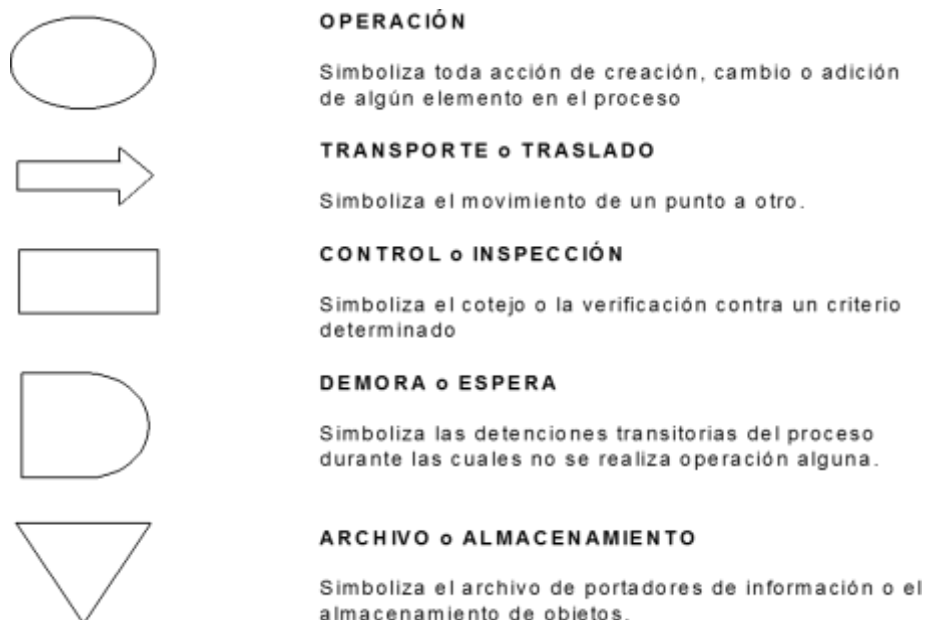 OPERACIÓN
Simboliza toda acción de creación, cambio o adición
de algún elemento en el proceso
TRANSPORTE o TRASLADO
Simboliza el movimiento de un punto a otro.
CONTROL o INSPECCIÓN
Simboliza el cotejo o la verificación contra un criterio
determinado
DEMORA o ESPERA
Simboliza las detenciones transitorias del proceso
durante las cuales no se realiza operación alguna.
ARCHIVO o ALMACENAMIENTO
Simboliza el archivo de portadores de información o el
almacenamiento de objetos.